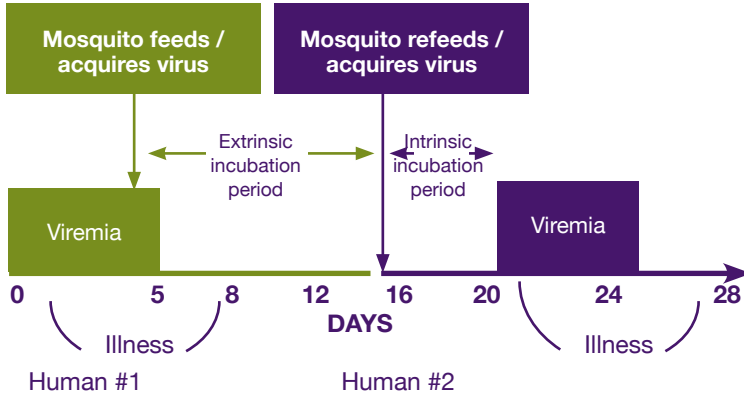 Mosquito feeds /
acquires virus
Mosquito refeeds /
acquires virus
Extrinsic
incubation
period
Intrinsic
incubation
period
Viremia
Viremia
0 5 8 12 16 20 24 28
DAYS
Illness
Illness
Human #1
Human #2